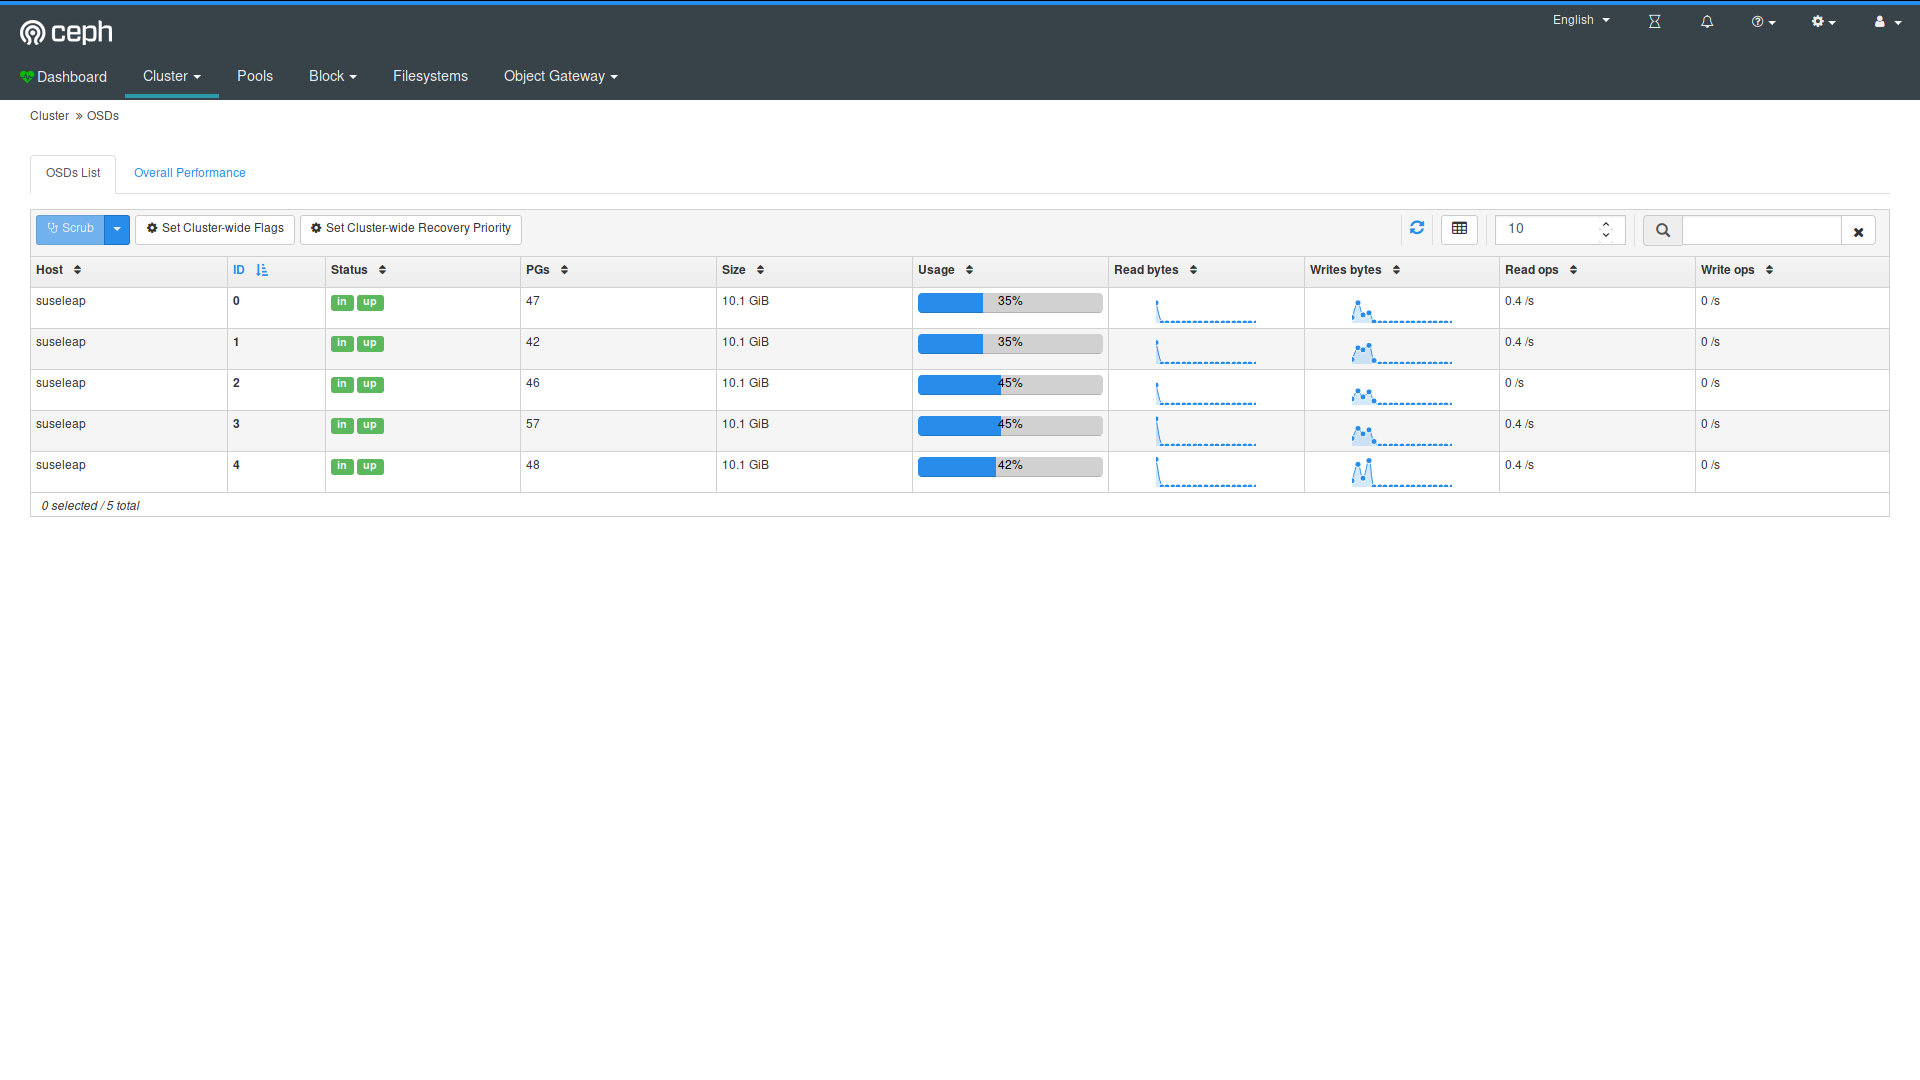 English
ceph
Dashboard Cluster Pools Block Filesystems Object Gateway
Cluster » OSDs
OSDs List Overall Performance
Scrub Set Cluster-wide Flags Set Cluster-wide Recovery Priority 10
Host ID Status PGs Size Usage Read bytes Writes bytes Read ops Write ops
suseleap 0 in up 47 10.1 GiB 35% 0.4 /s 0 /s
suseleap 1 in up 42 10.1 GiB 35% 0.4 /s 0 /s
suseleap 2 in up 46 10.1 GiB 45% 0 /s 0 /s
suseleap 3 in up 57 10.1 GiB 45% 0.4 /s 0 /s
suseleap 4 in up 48 10.1 GiB 42% 0.4 /s 0 /s
0 selected / 5 total